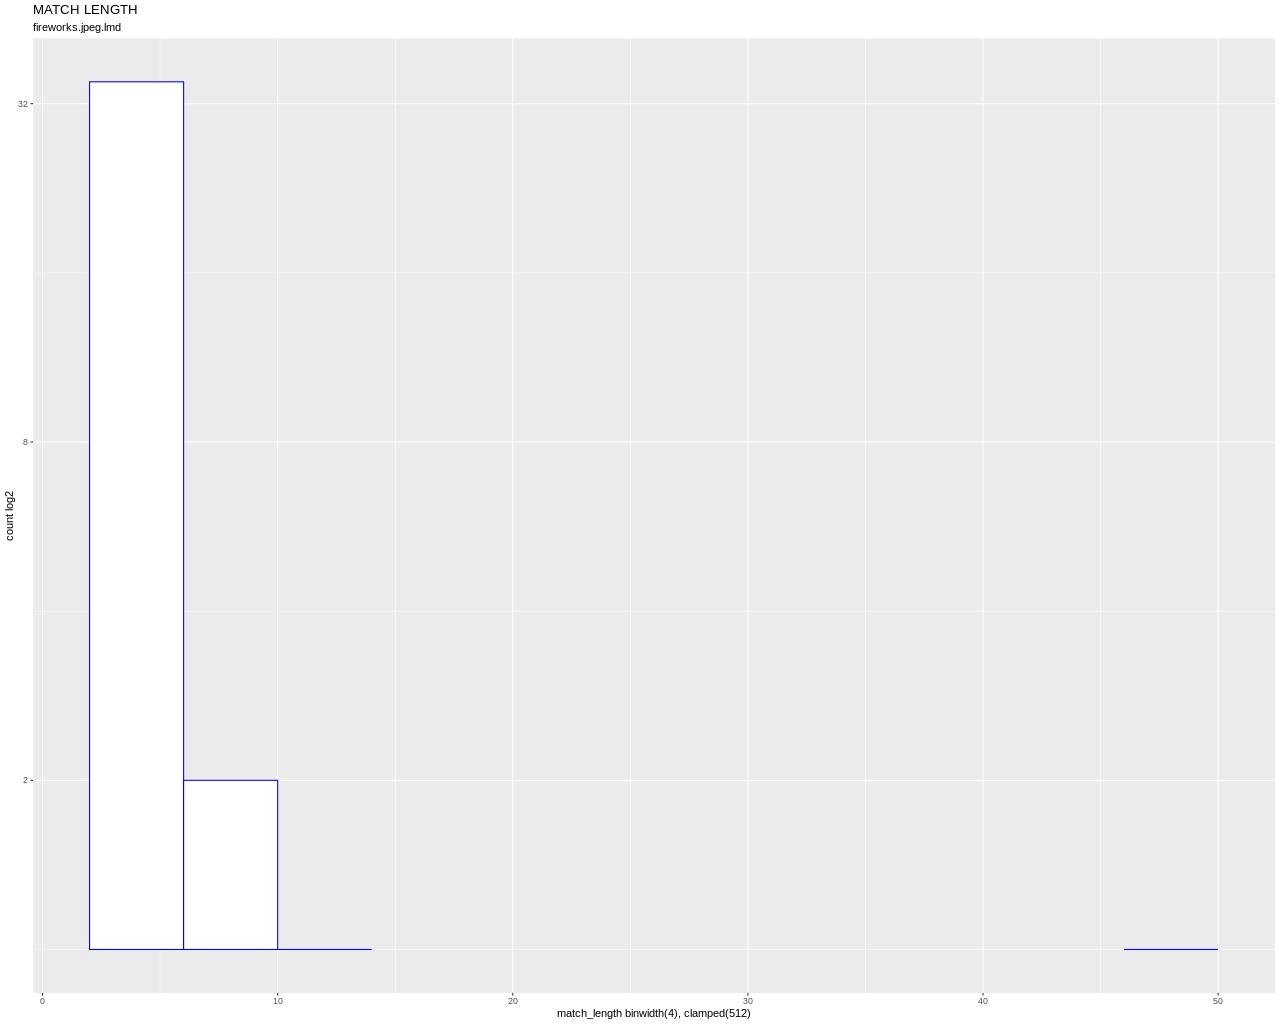 MATCH LENGTH
fireworks.jpeg.lmd
32
8
2
count log2
0 10 20 30 40 50
match_length binwidth(4), clamped(512)